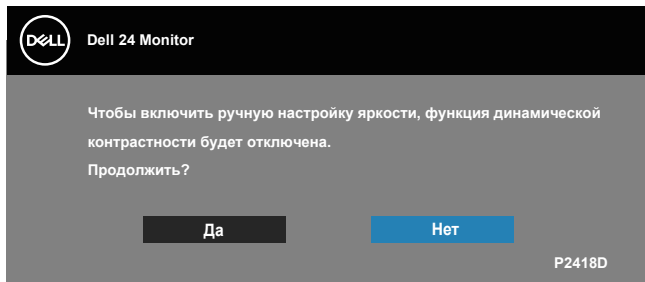 DELL Dell 24 Monitor
Чтобы включить ручную настройку яркости, функция динамической
контрастности будет отключена.
Продолжить?
Да Нет
P2418D